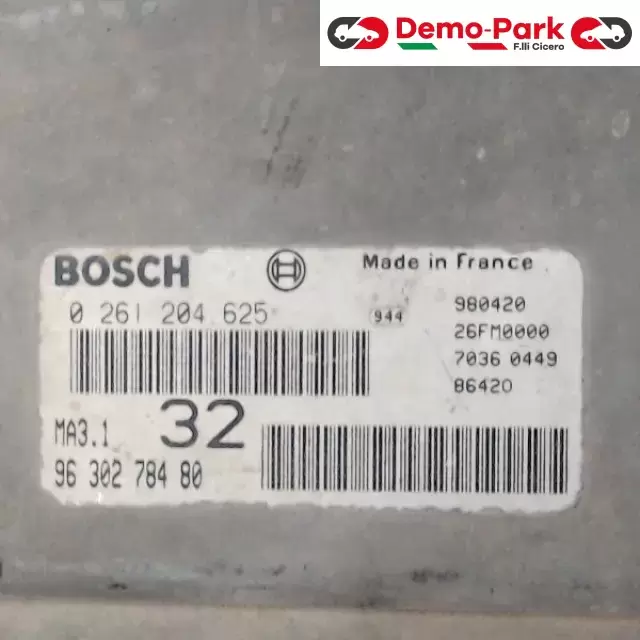 Demo-Park
F.lli Cicero
BOSCH
Made in France
0 261 204 625
944
980420
26FM0000
7036 0449
86420
MA3.1
32
96 302 784 80